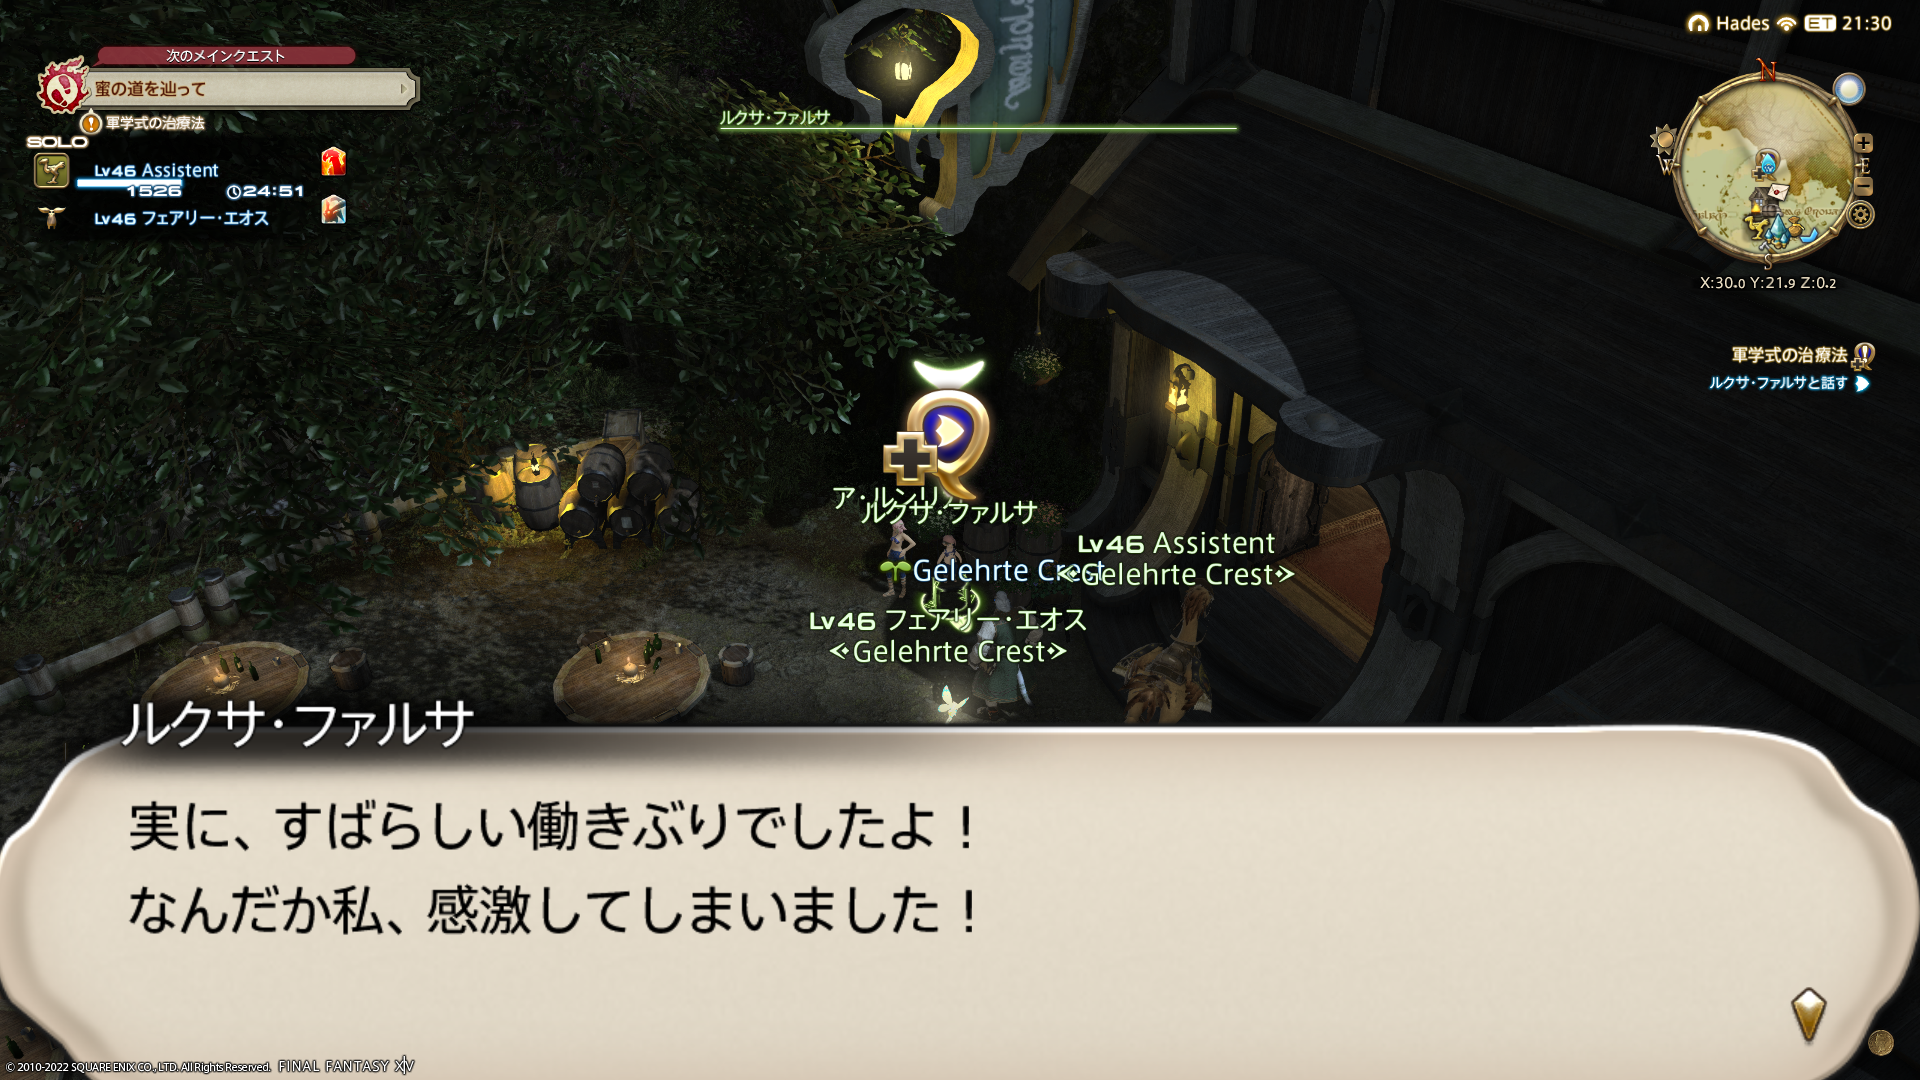 Hades ET 21:30
次のメインクエスト
蜜の道を辿って
軍学式の治療法
SOLO
Lv46 Assistent
1526 24:51
Lv46 フェアリー・エオス
ルクサ・ファルサ
N
W
E
S
X:30.0 Y:21.9 Z:0.2
軍学式の治療法
ルクサ・ファルサと話す
ア・ルンリ
ルクサ・ファルサ
Lv46 Assistent
Gelehrte Crest
«Gelehrte Crest»
Lv46 フェアリー・エオス
«Gelehrte Crest»
ルクサ・ファルサ
実に、すばらしい働きぶりでしたよ！
なんだか私、感激してしまいました！
© 2010-2022 SQUARE ENIX CO., LTD. All Rights Reserved. FINAL FANTASY XIV